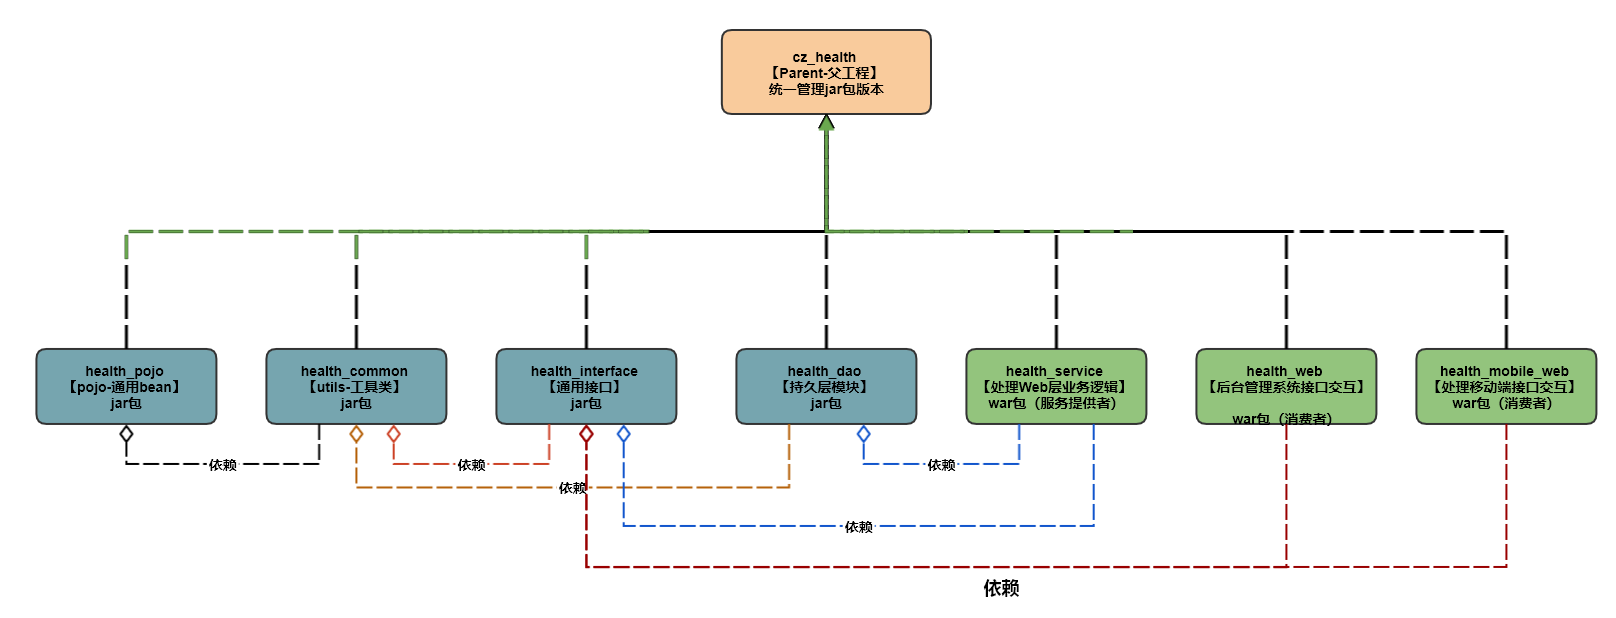 cz_health
【Parent-父工程】
统一管理jar包版本
health_pojo
【pojo-通用bean】
jar包
health_common
【utils-工具类】
jar包
health_interface
【通用接口】
jar包
health_dao
【持久层模块】
jar包
health_service
【处理Web层业务逻辑】
war包（服务提供者）
health_web
【后台管理系统接口交互】
war包（消费者）
health_mobile_web
【处理移动端接口交互】
war包（消费者）
依赖
依赖
依赖
依赖
依赖
依赖